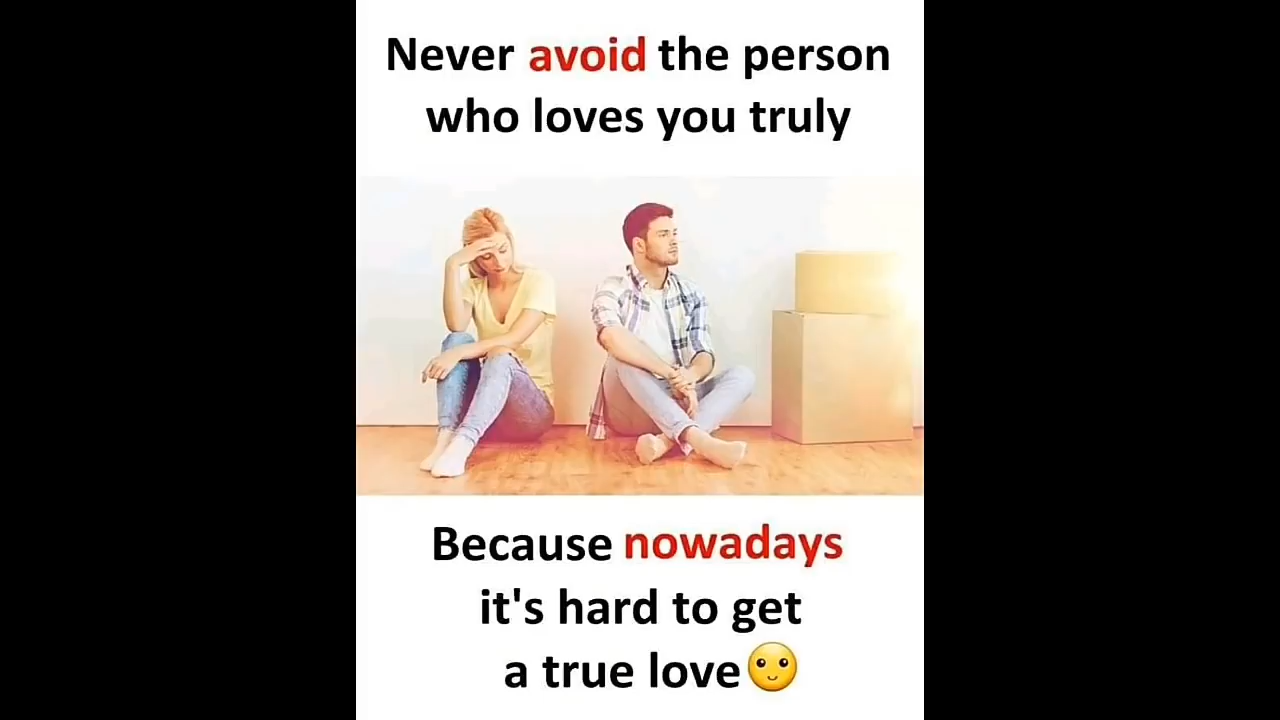 Never avoid the person
who loves you truly
Because nowadays
it's hard to get
a true love🙂